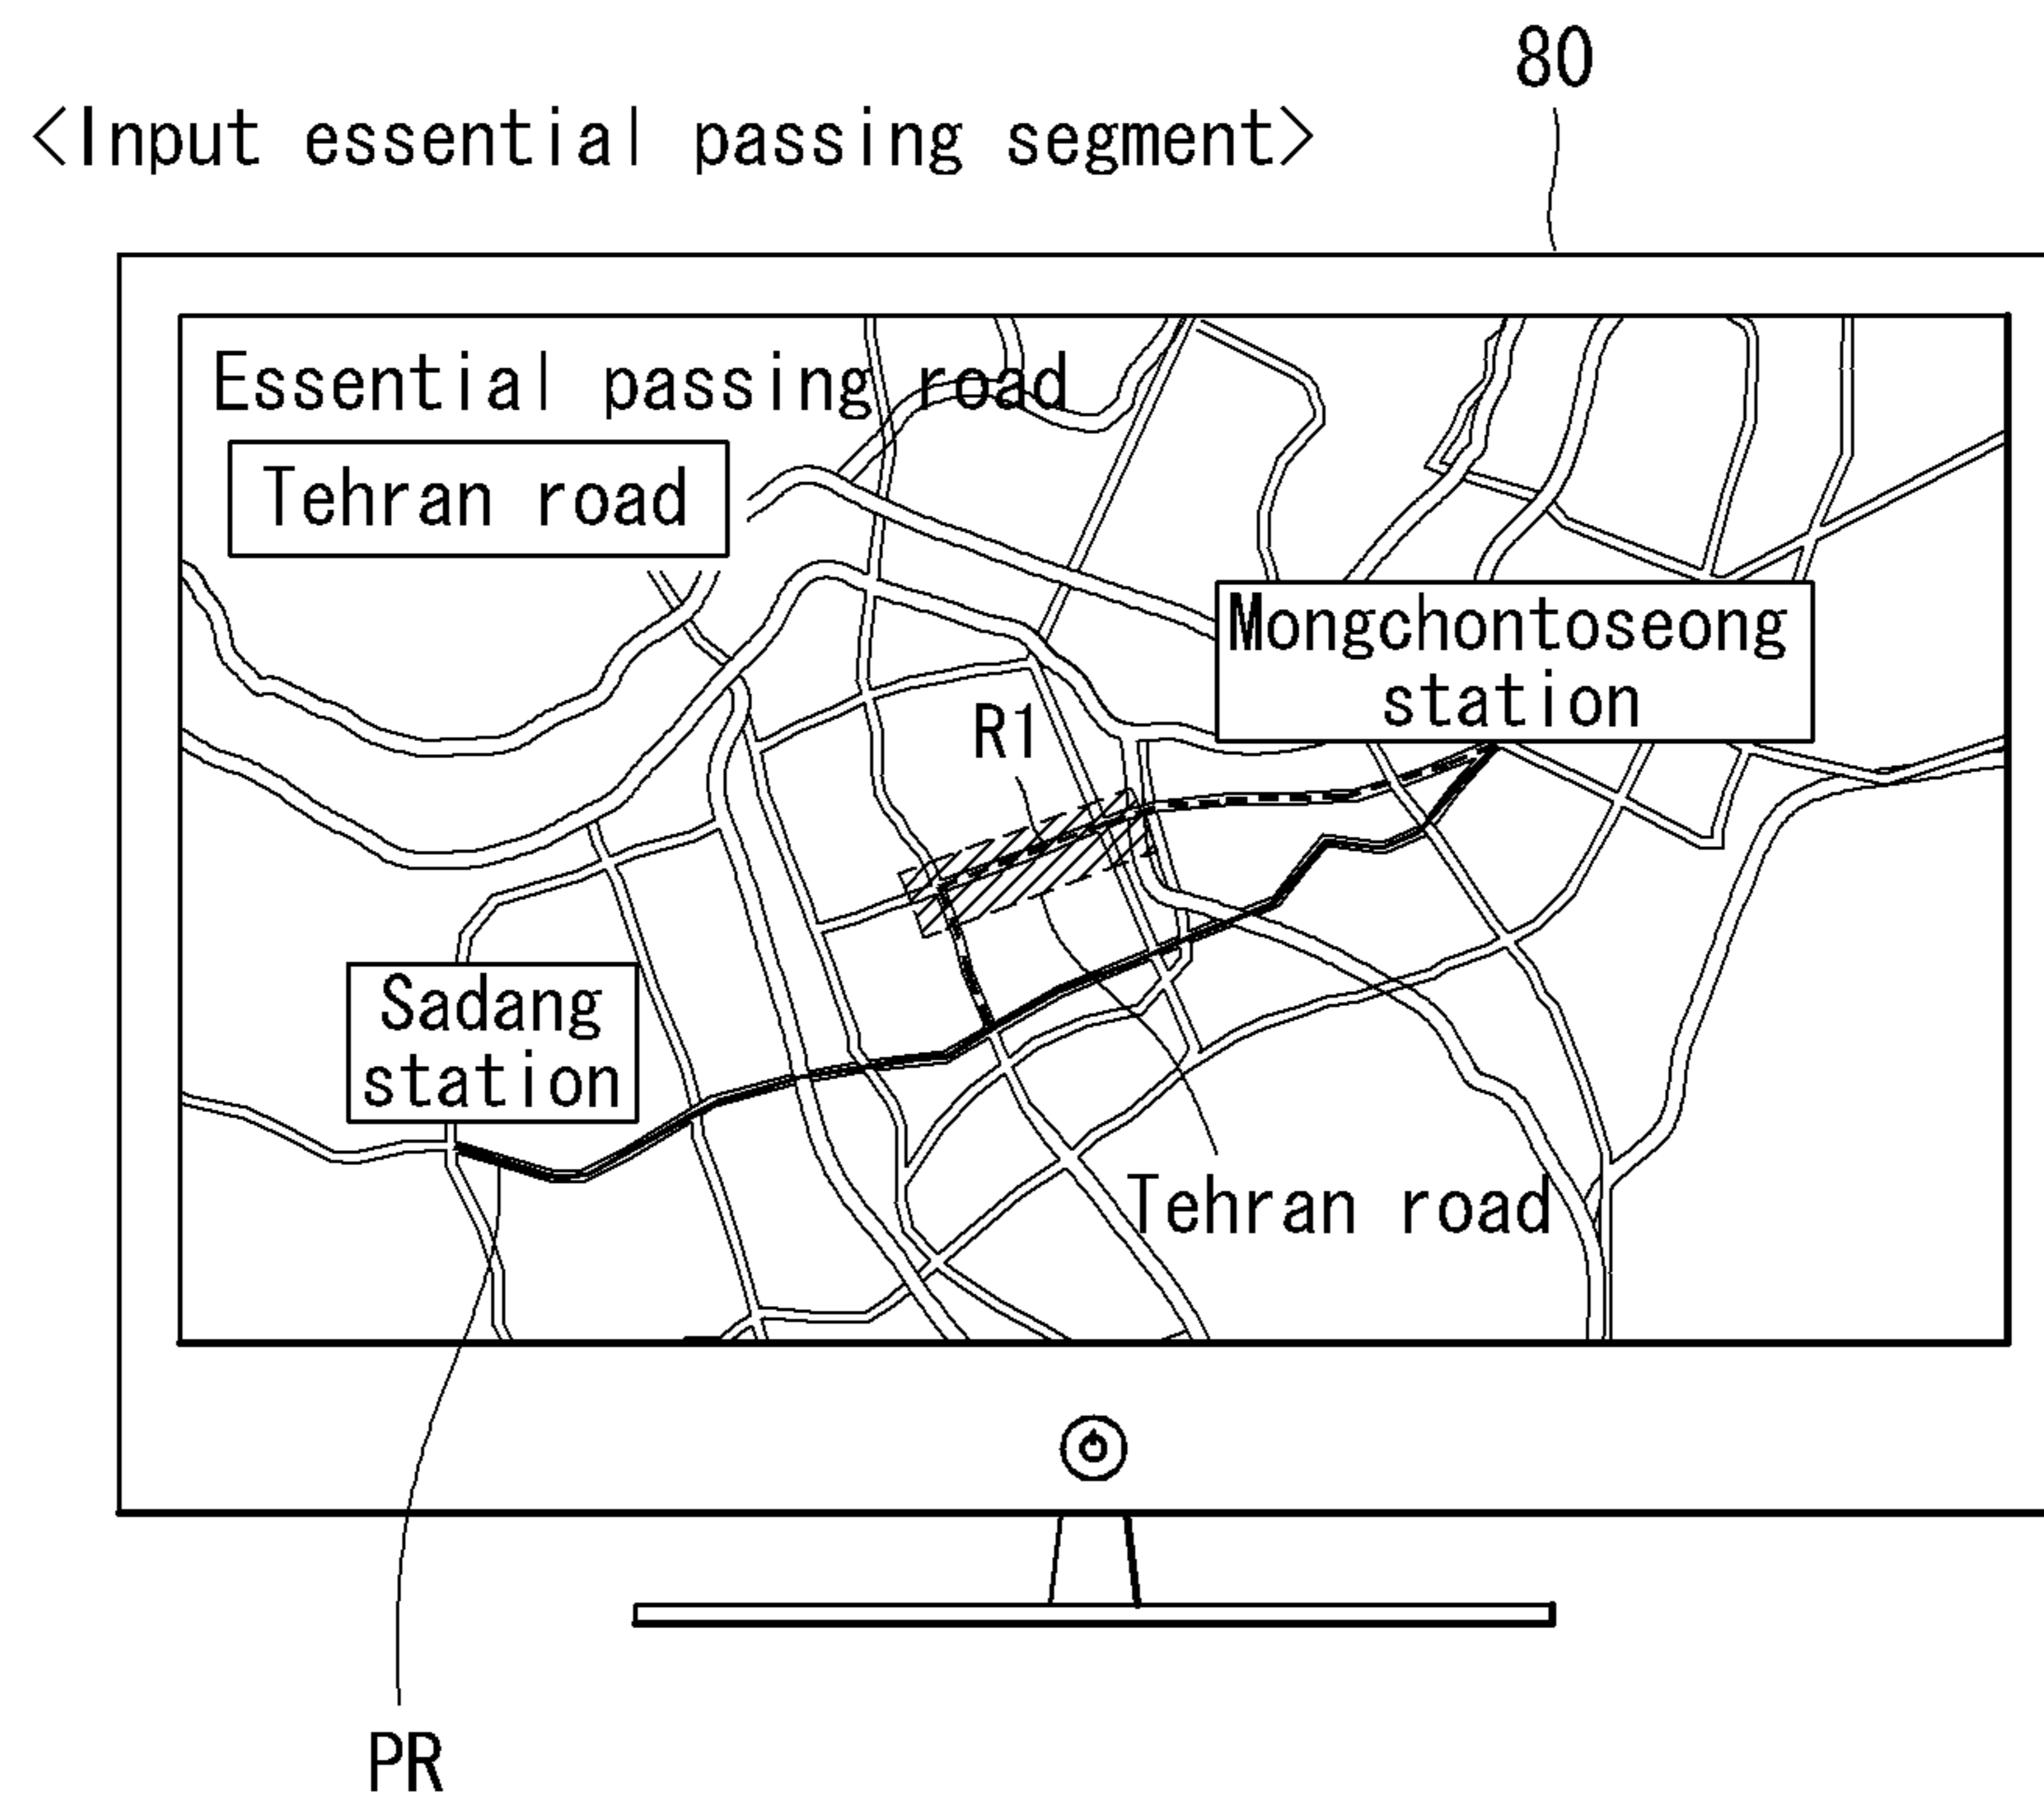 80
<Input essential passing segment>
Essential passing road
Tehran road
Mongchontoseong
station
R1
Sadang
station
Tehran road
PR